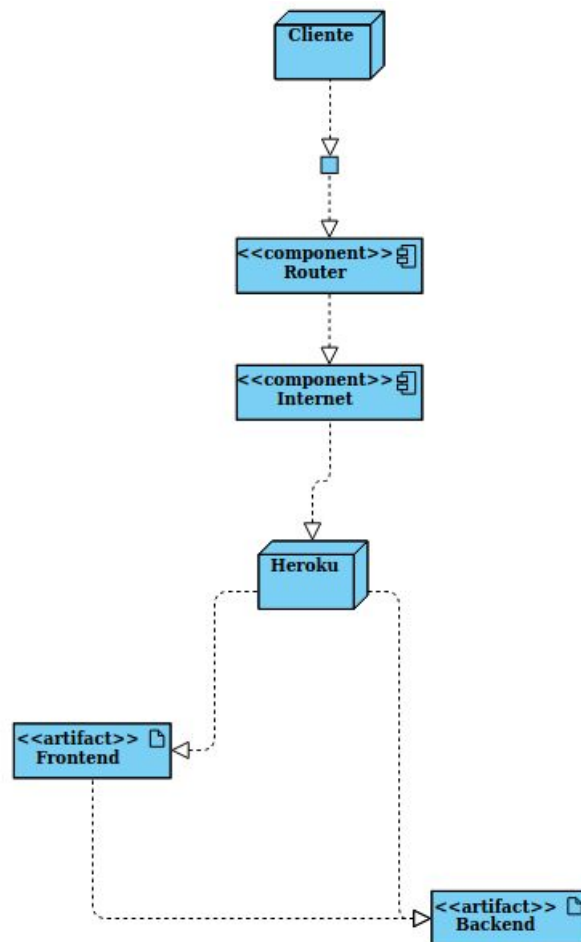 Cliente
<<component>>
Router
<<component>>
Internet
Heroku
<<artifact>>
Frontend
<<artifact>>
Backend